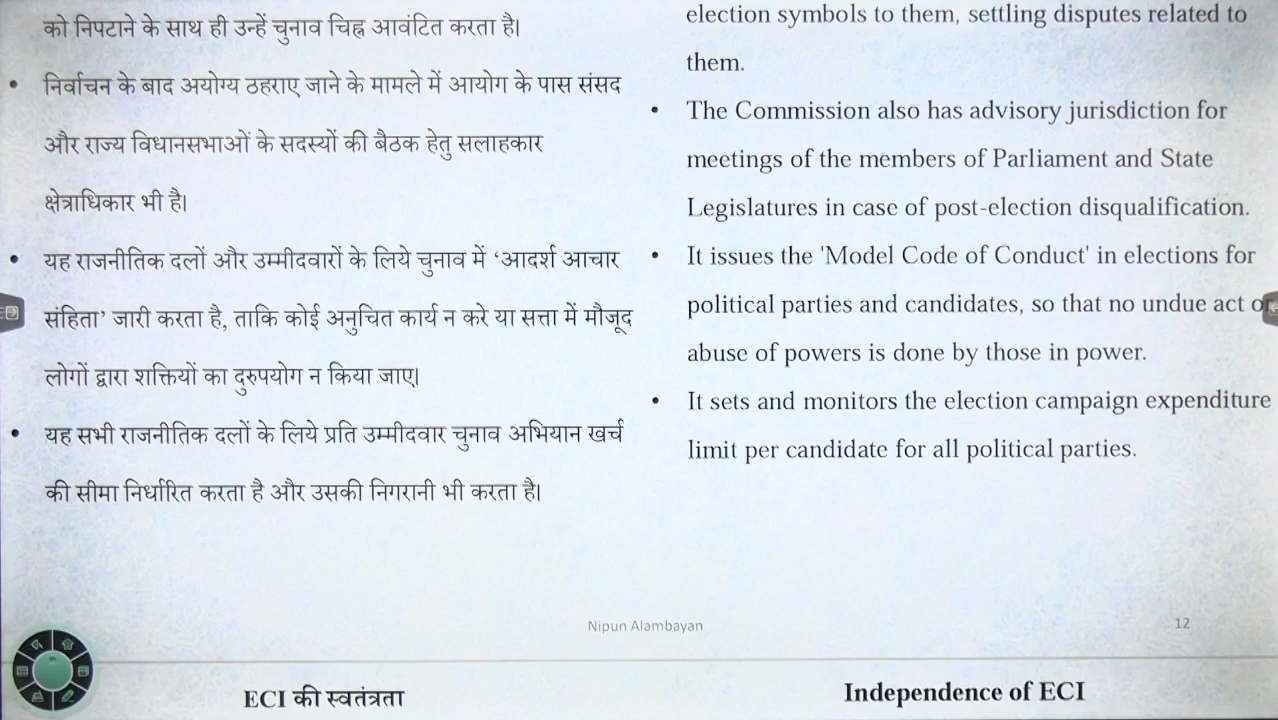 को निपटाने के साथ ही उन्हें चुनाव चिह्न आवंटित करता है।
• निर्वाचन के बाद अयोग्य ठहराए जाने के मामले में आयोग के पास संसद
और राज्य विधानसभाओं के सदस्यों की बैठक हेतु सलाहकार
क्षेत्राधिकार भी है।
• यह राजनीतिक दलों और उम्मीदवारों के लिये चुनाव में ‘आदर्श आचार
संहिता’ जारी करता है, ताकि कोई अनुचित कार्य न करे या सत्ता में मौजूद
लोगों द्वारा शक्तियों का दुरुपयोग न किया जाए।
• यह सभी राजनीतिक दलों के लिये प्रति उम्मीदवार चुनाव अभियान खर्च
की सीमा निर्धारित करता है और उसकी निगरानी भी करता है।
election symbols to them, settling disputes related to
them.
• The Commission also has advisory jurisdiction for
meetings of the members of Parliament and State
Legislatures in case of post-election disqualification.
• It issues the 'Model Code of Conduct' in elections for
political parties and candidates, so that no undue act or
abuse of powers is done by those in power.
• It sets and monitors the election campaign expenditure
limit per candidate for all political parties.
Nipun Alambayan
12
ECI की स्वतंत्रता
Independence of ECI